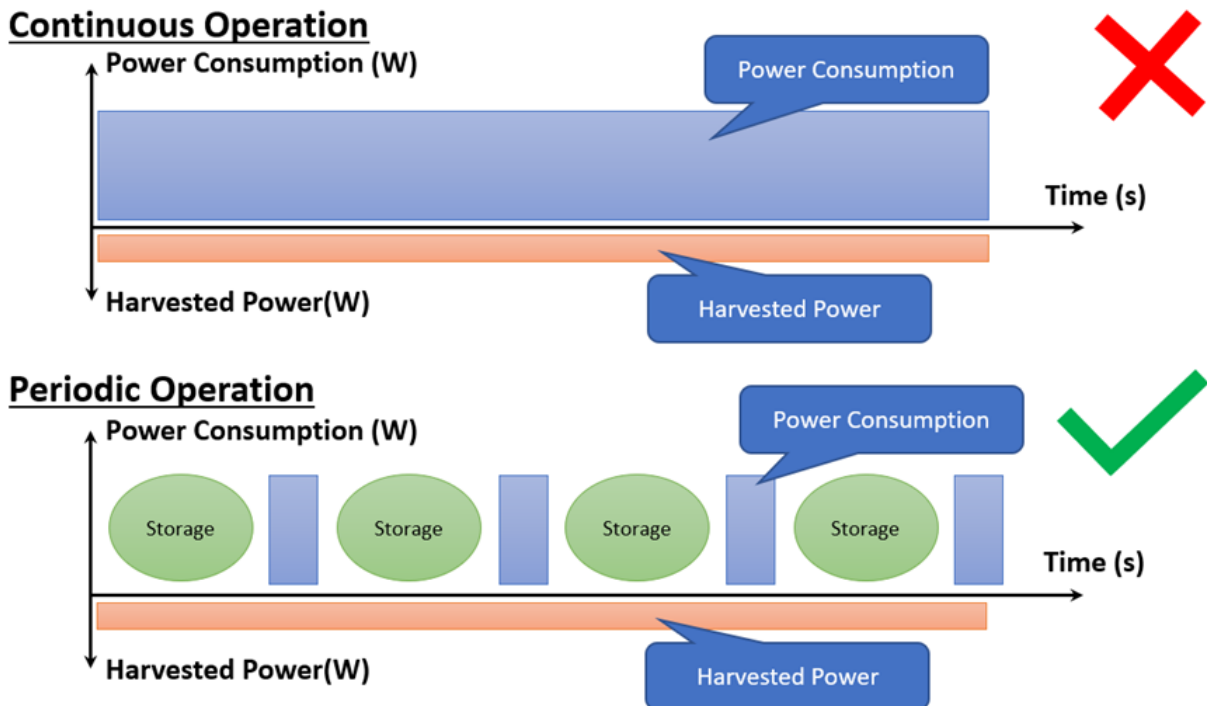 Continuous Operation
Power Consumption (W)
Power Consumption
Time (s)
Harvested Power(W)
Harvested Power
Periodic Operation
Power Consumption (W)
Power Consumption
Storage
Storage
Storage
Storage
Time (s)
Harvested Power(W)
Harvested Power